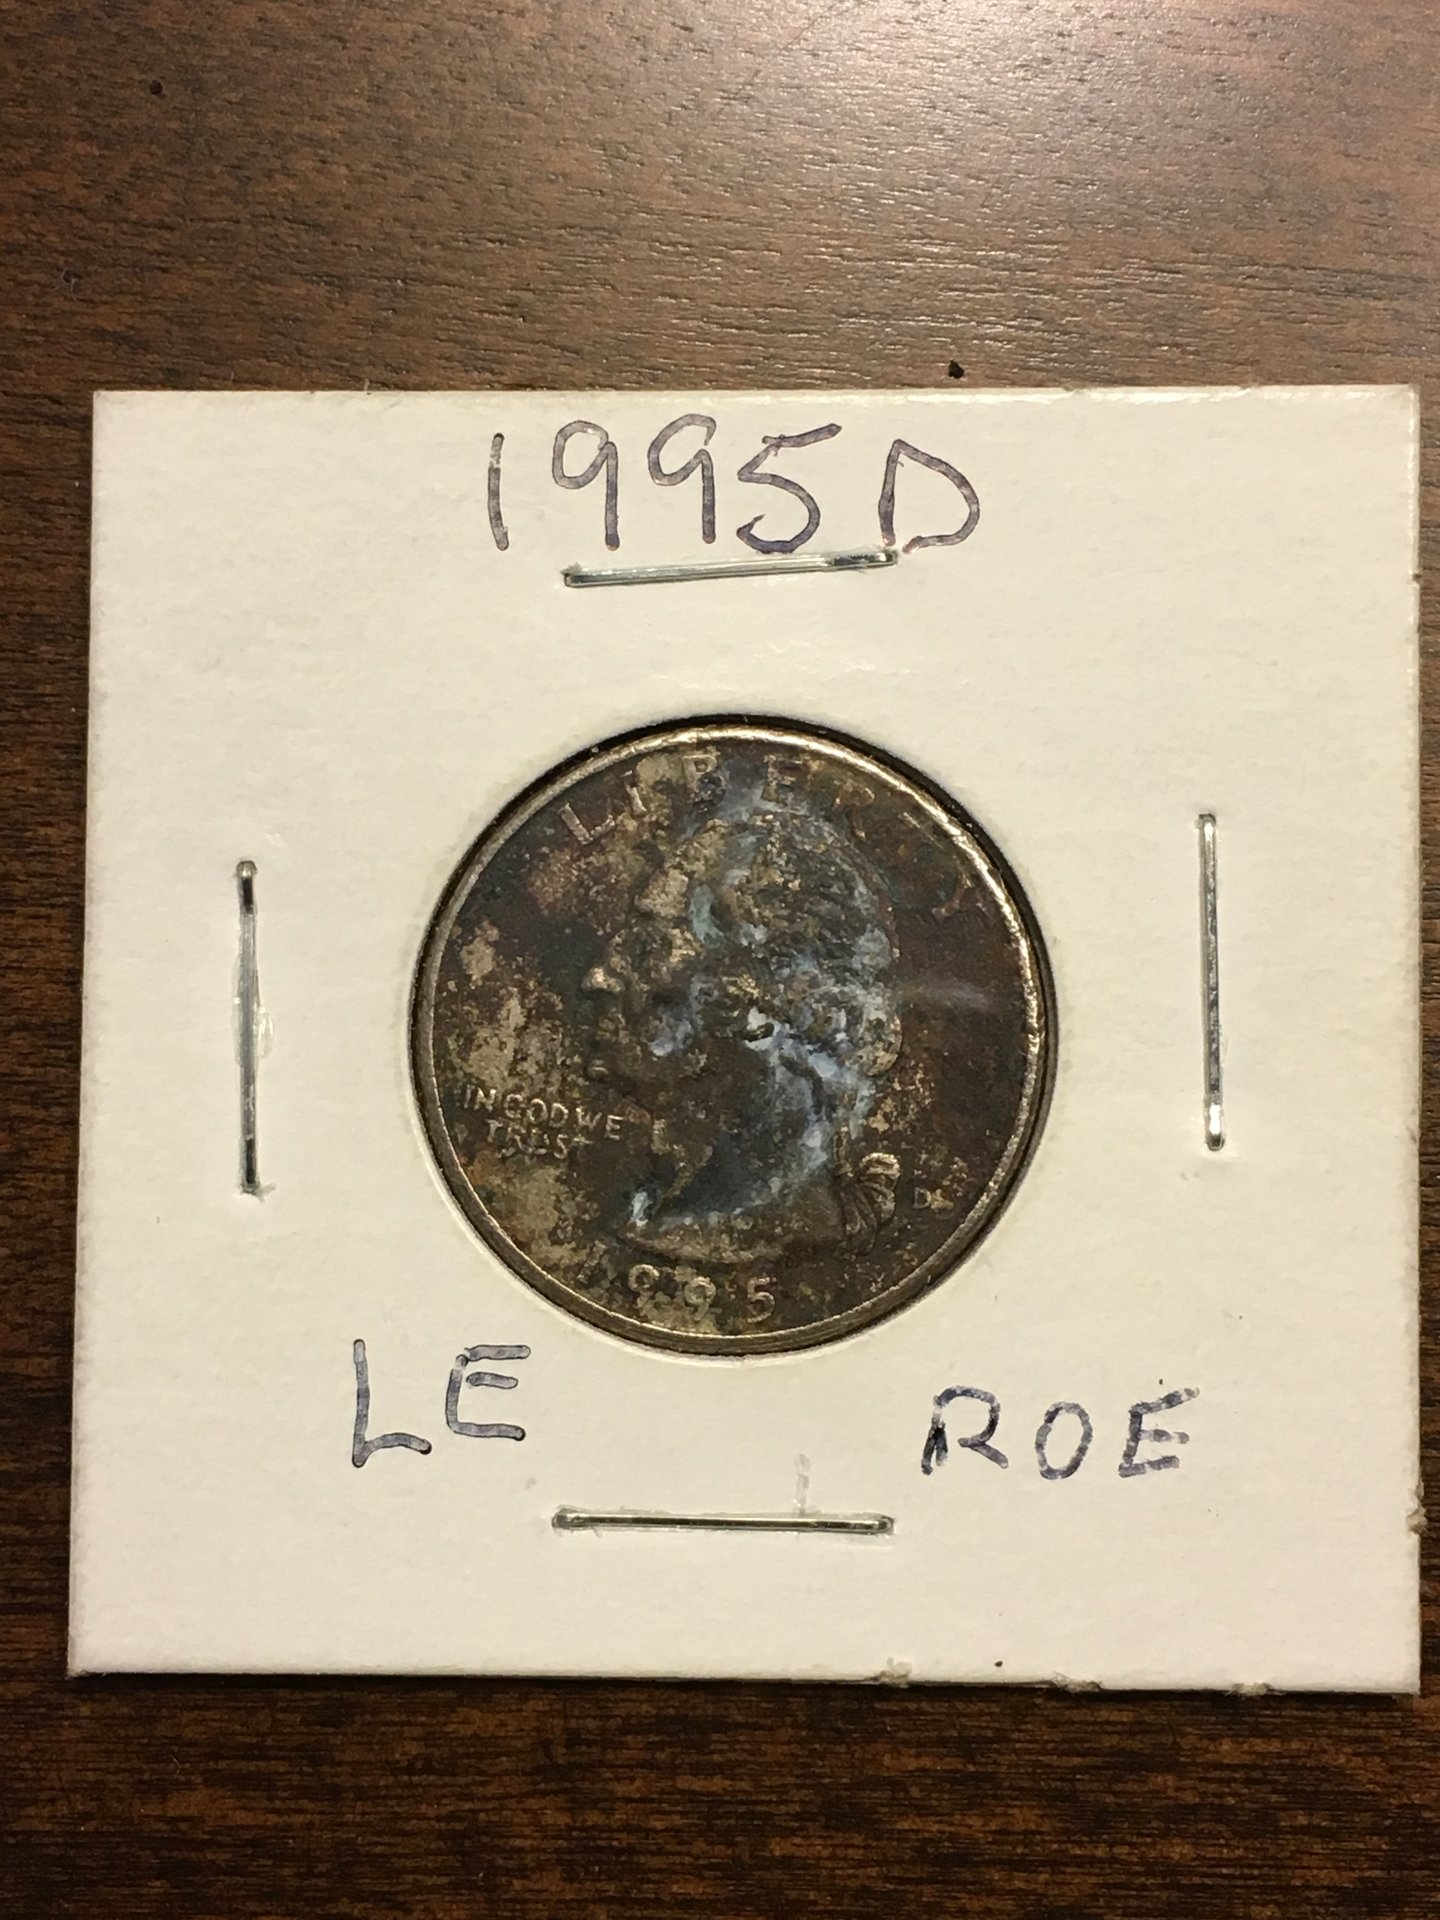 1995D
LIBERTY
IN GOD WE
TRUST
D
1995
LE
ROE